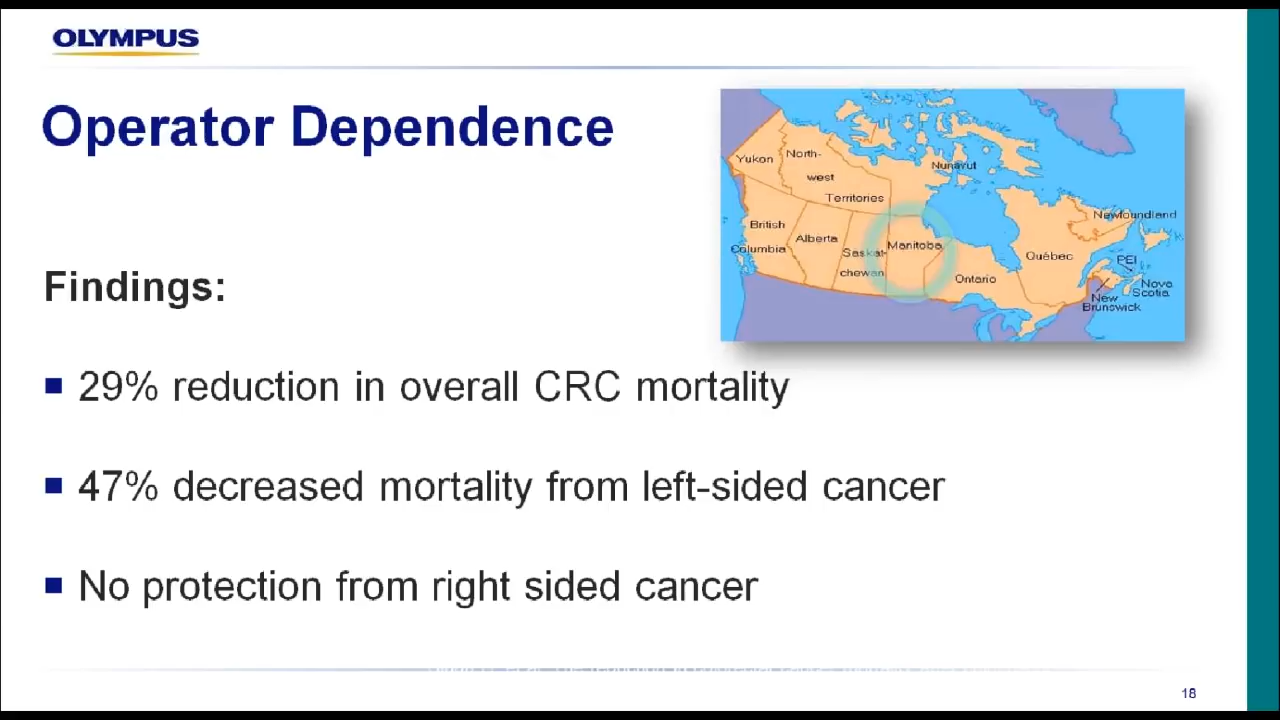 OLYMPUS
Operator Dependence
Yukon
North-
west
Territories
Nunavut
British
Columbia
Alberta
Saskat-
chewan
Manitoba
Ontario
Québec
Newfoundland
PEI
Nova
Scotia
New
Brunswick
Findings:
29% reduction in overall CRC mortality
47% decreased mortality from left-sided cancer
No protection from right sided cancer
18